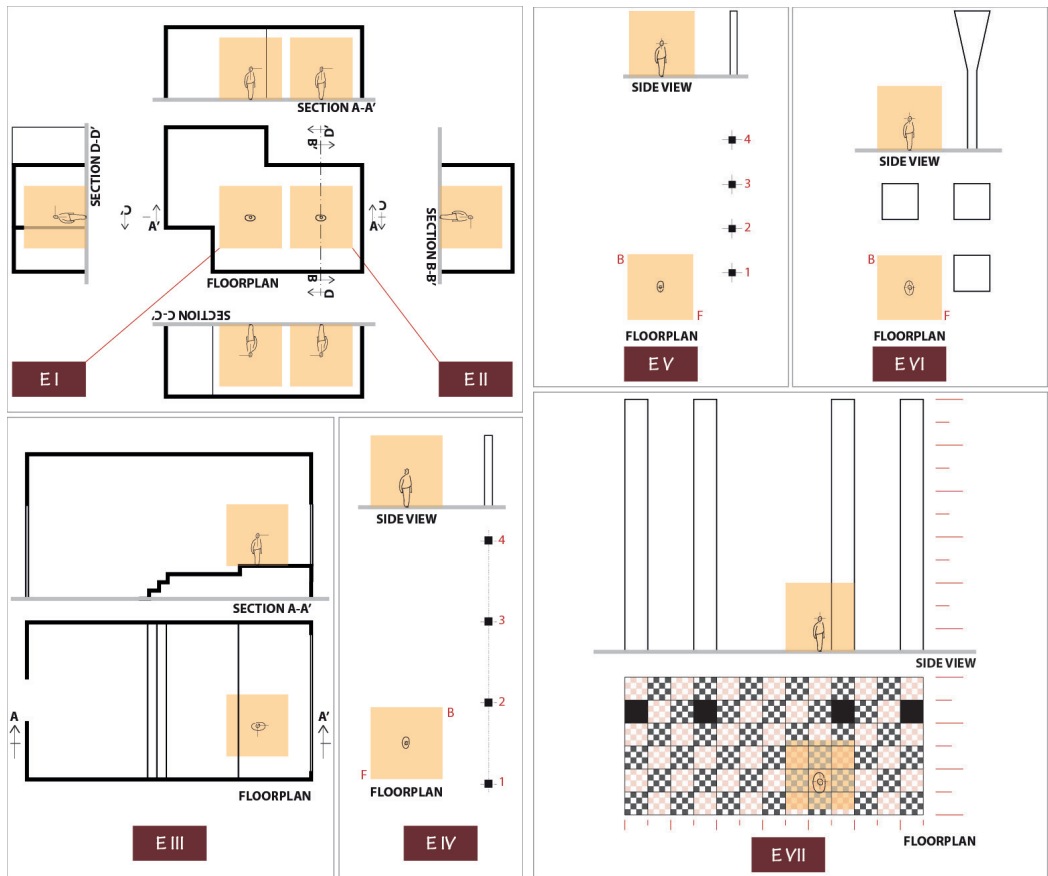 SECTION A-A'
SECTION D-D'
D'
B'
C'
A'
A
C
SECTION B-B'
FLOORPLAN
B
D
SECTION C-C'
E I
E II
SIDE VIEW
4
3
2
B
1
F
FLOORPLAN
E V
SIDE VIEW
B
F
FLOORPLAN
E VI
SECTION A-A'
A
A'
FLOORPLAN
E III
SIDE VIEW
4
3
B
2
F
1
FLOORPLAN
E IV
SIDE VIEW
FLOORPLAN
E VII